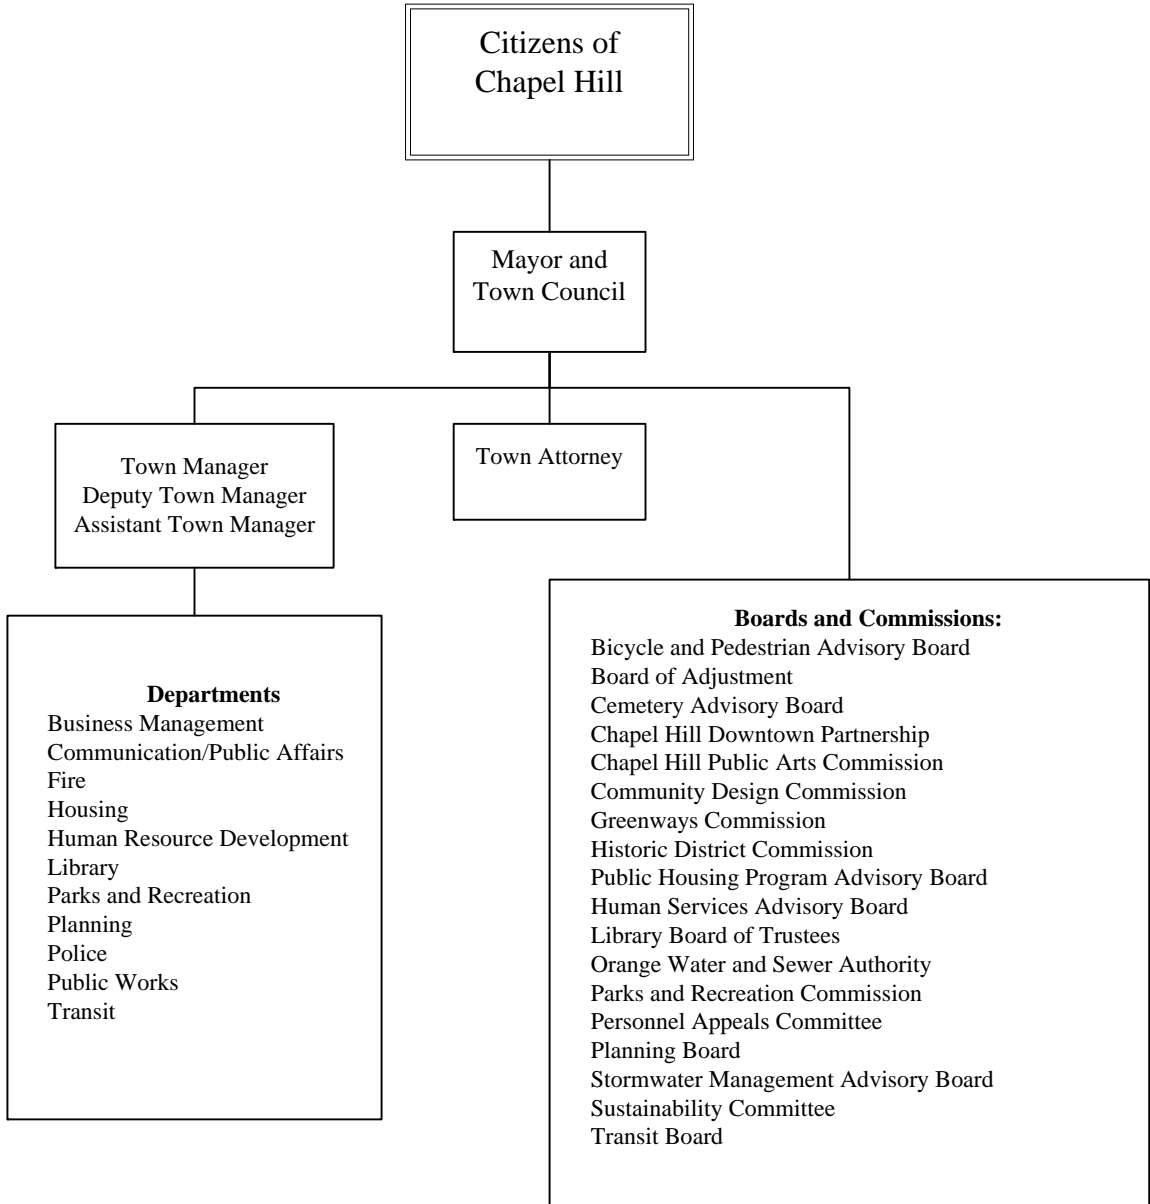 Citizens of
Chapel Hill
Mayor and
Town Council
Town Manager
Deputy Town Manager
Assistant Town Manager
Town Attorney
Departments
Business Management
Communication/Public Affairs
Fire
Housing
Human Resource Development
Library
Parks and Recreation
Planning
Police
Public Works
Transit
Boards and Commissions:
Bicycle and Pedestrian Advisory Board
Board of Adjustment
Cemetery Advisory Board
Chapel Hill Downtown Partnership
Chapel Hill Public Arts Commission
Community Design Commission
Greenways Commission
Historic District Commission
Public Housing Program Advisory Board
Human Services Advisory Board
Library Board of Trustees
Orange Water and Sewer Authority
Parks and Recreation Commission
Personnel Appeals Committee
Planning Board
Stormwater Management Advisory Board
Sustainability Committee
Transit Board